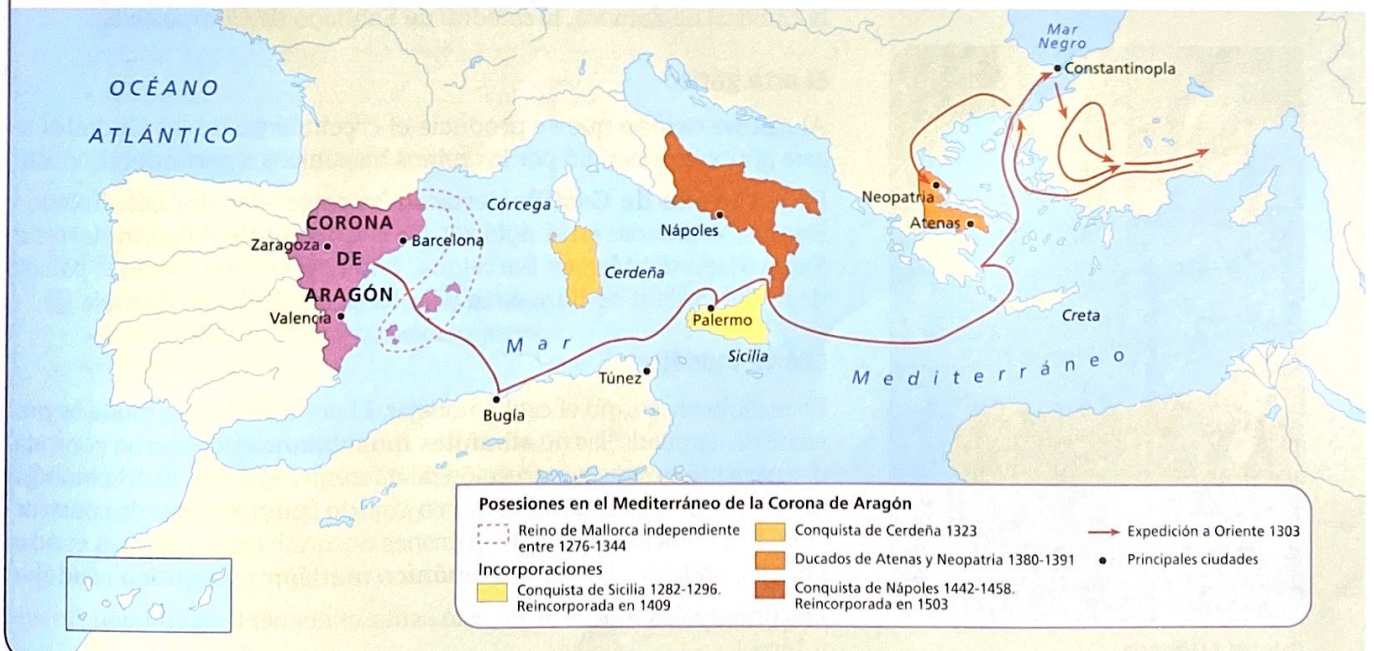 OCÉANO
ATLÁNTICO
Mar
Negro
Constantinopla
Neopatria
Atenas
Córcega
Nápoles
Cerdeña
CORONA
Zaragoza
Barcelona
DE
ARAGÓN
Valencia
Palermo
Sicilia
Creta
Mar
Mediterráneo
Túnez
Bugía
Posesiones en el Mediterráneo de la Corona de Aragón
Reino de Mallorca independiente
entre 1276-1344
Incorporaciones
Conquista de Sicilia 1282-1296.
Reincorporada en 1409
Conquista de Cerdeña 1323
Ducados de Atenas y Neopatria 1380-1391
Conquista de Nápoles 1442-1458.
Reincorporada en 1503
Expedición a Oriente 1303
Principales ciudades